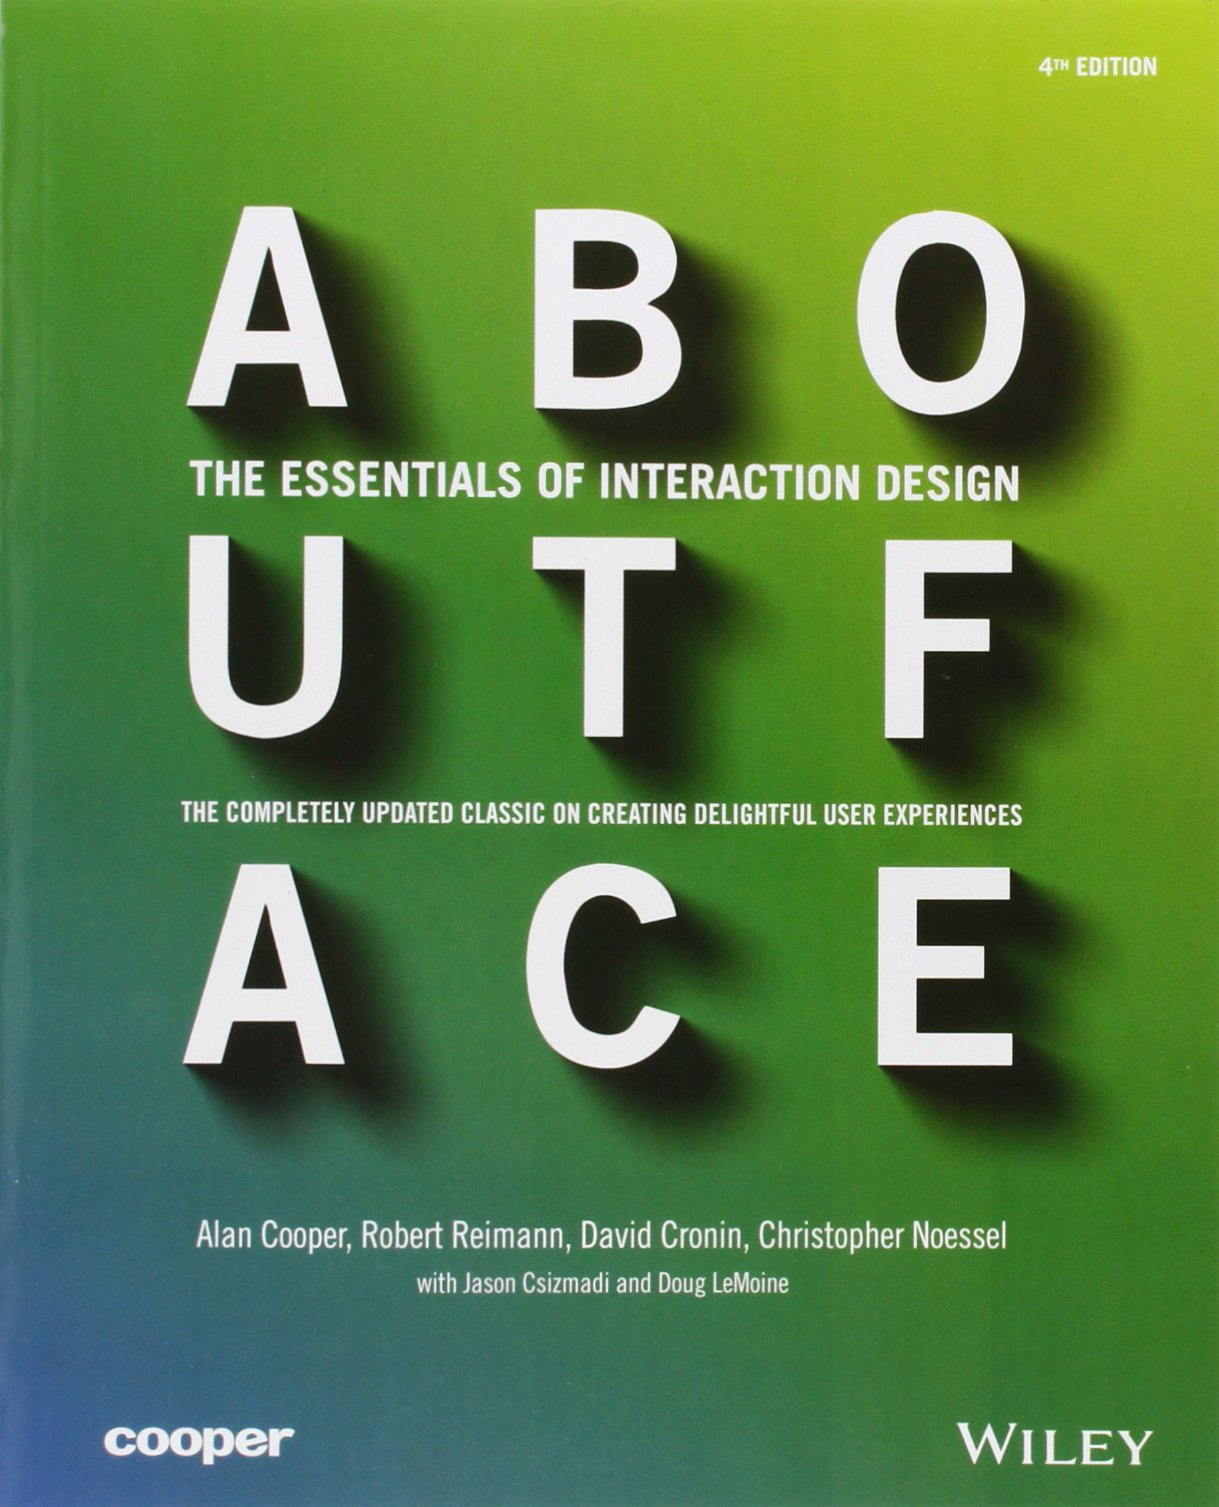 4TH EDITION
A B O
THE ESSENTIALS OF INTERACTION DESIGN
U T F
THE COMPLETELY UPDATED CLASSIC ON CREATING DELIGHTFUL USER EXPERIENCES
A C E
Alan Cooper, Robert Reimann, David Cronin, Christopher Noessel
with Jason Csizmadi and Doug LeMoine
cooper
WILEY